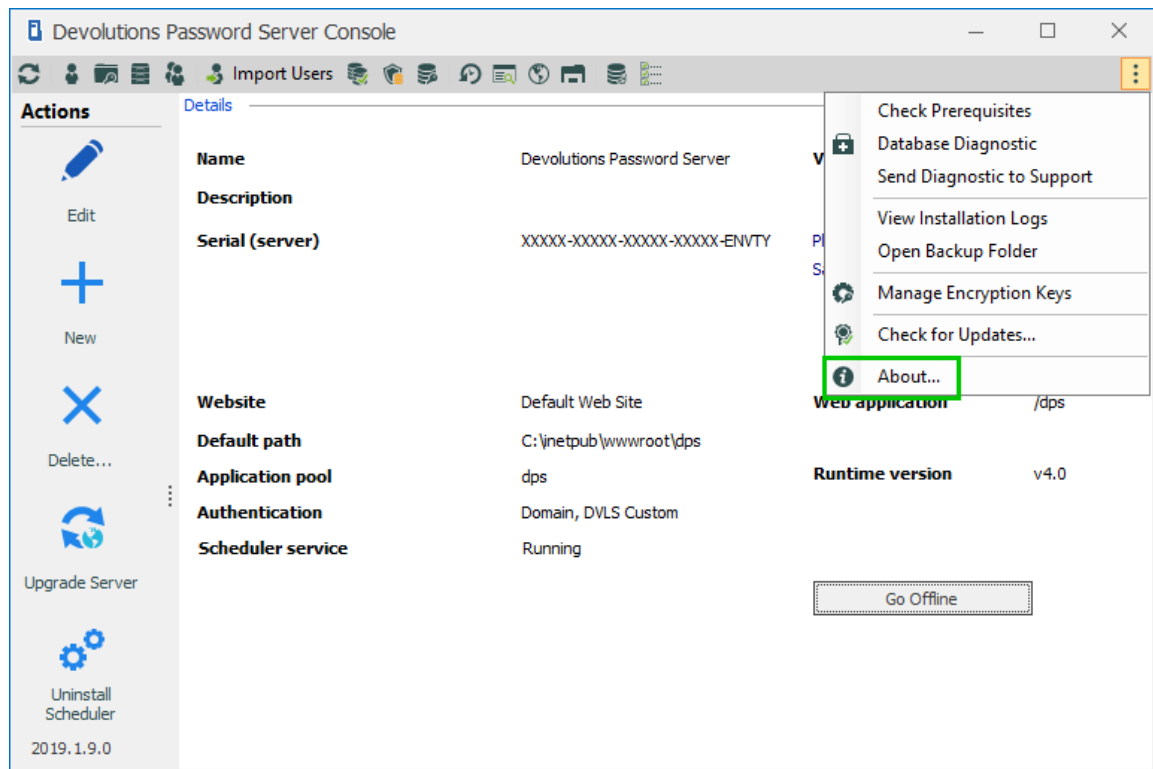 Devolutions Password Server Console
Import Users
Actions
Edit
New
Delete...
Upgrade Server
Uninstall
Scheduler
2019.1.9.0
Details
Name Devolutions Password Server
Description
Serial (server) XXXXX-XXXXX-XXXXX-XXXXX-ENVTY
Website Default Web Site Web application /dps
Default path C:\inetpub\wwwroot\dps
Application pool dps Runtime version v4.0
Authentication Domain, DVLS Custom
Scheduler service Running
Go Offline
Check Prerequisites
Database Diagnostic
Send Diagnostic to Support
View Installation Logs
Open Backup Folder
Manage Encryption Keys
Check for Updates...
About...